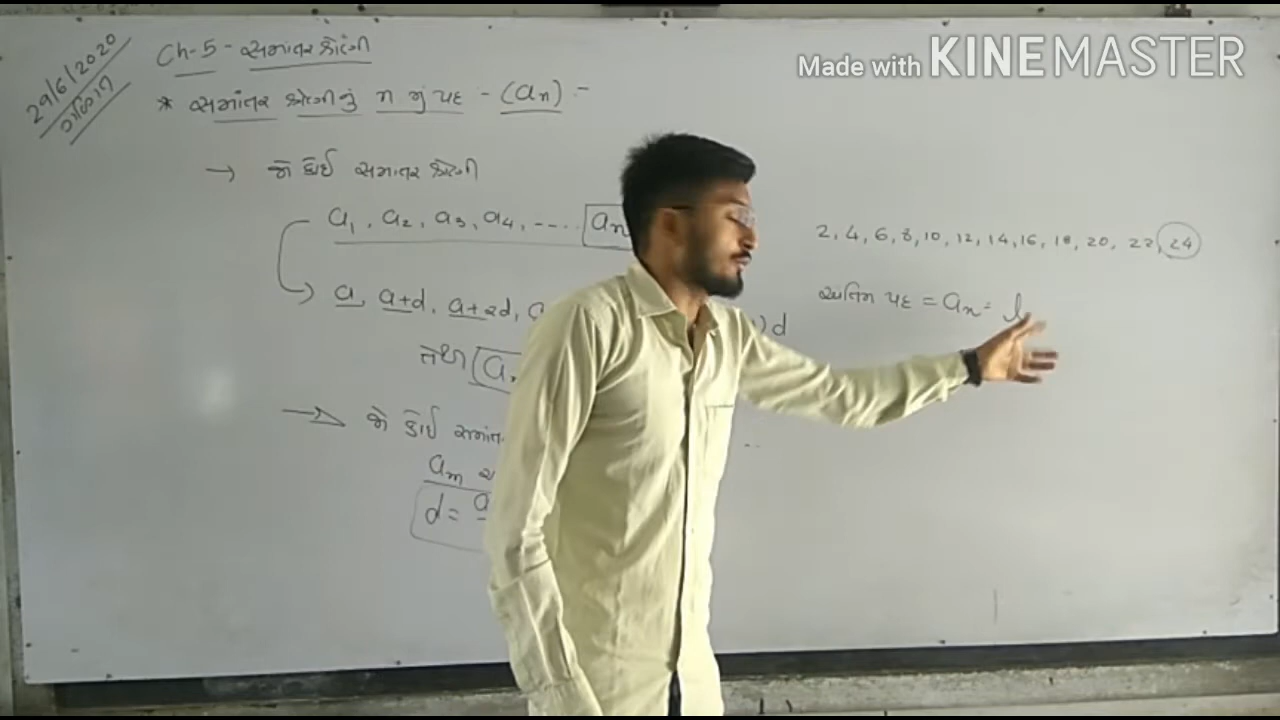 29/6/2020
ગણિત
Ch-5 - સમાંતર શ્રેણી
Made with KINEMASTER
* સમાંતર શ્રેણીનું n મું પદ - (an) -
→ જો કોઈ સમાંતર શ્રેણી
a₁, a₂, a₃, a₄, ---- an
2, 4, 6, 8, 10, 12, 14, 16, 18, 20, 22, 24
a, a+d, a+2d,
)d
અંતિમ પદ = an = l
તેથી
→ જો કોઈ સમાંત
am
d =